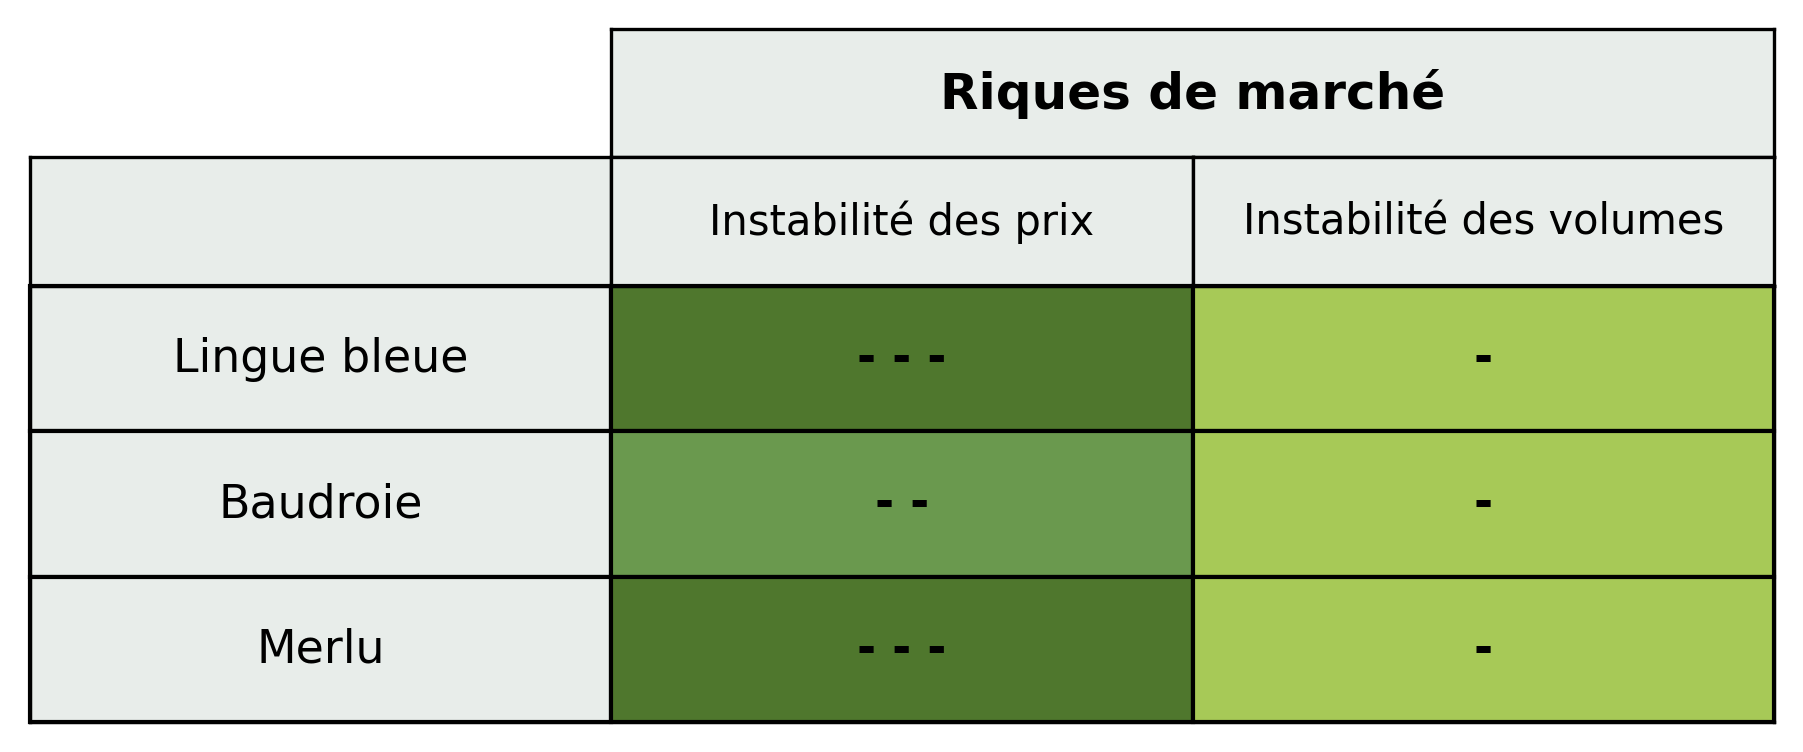 Riques de marché
Instabilité des prix Instabilité des volumes
Lingue bleue - - - -
Baudroie - - -
Merlu - - - -